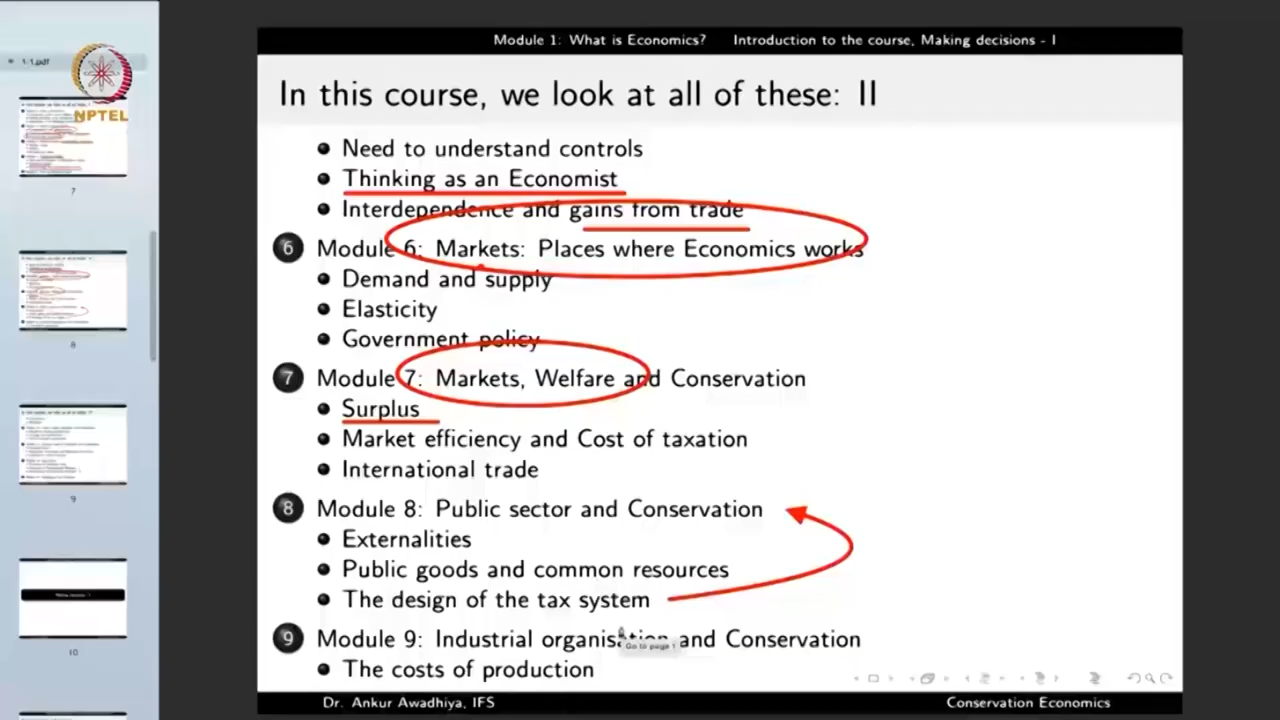 Module 1: What is Economics? Introduction to the course, Making decisions - I
1-1.pdf
NPTEL
In this course, we look at all of these: II
Need to understand controls
Thinking as an Economist
Interdependence and gains from trade
6 Module 6: Markets: Places where Economics works
Demand and supply
Elasticity
Government policy
7 Module 7: Markets, Welfare and Conservation
Surplus
Market efficiency and Cost of taxation
International trade
8 Module 8: Public sector and Conservation
Externalities
Public goods and common resources
The design of the tax system
9 Module 9: Industrial organisation and Conservation
Go to page 1
The costs of production
Dr. Ankur Awadhiya, IFS Conservation Economics
7
8
9
10